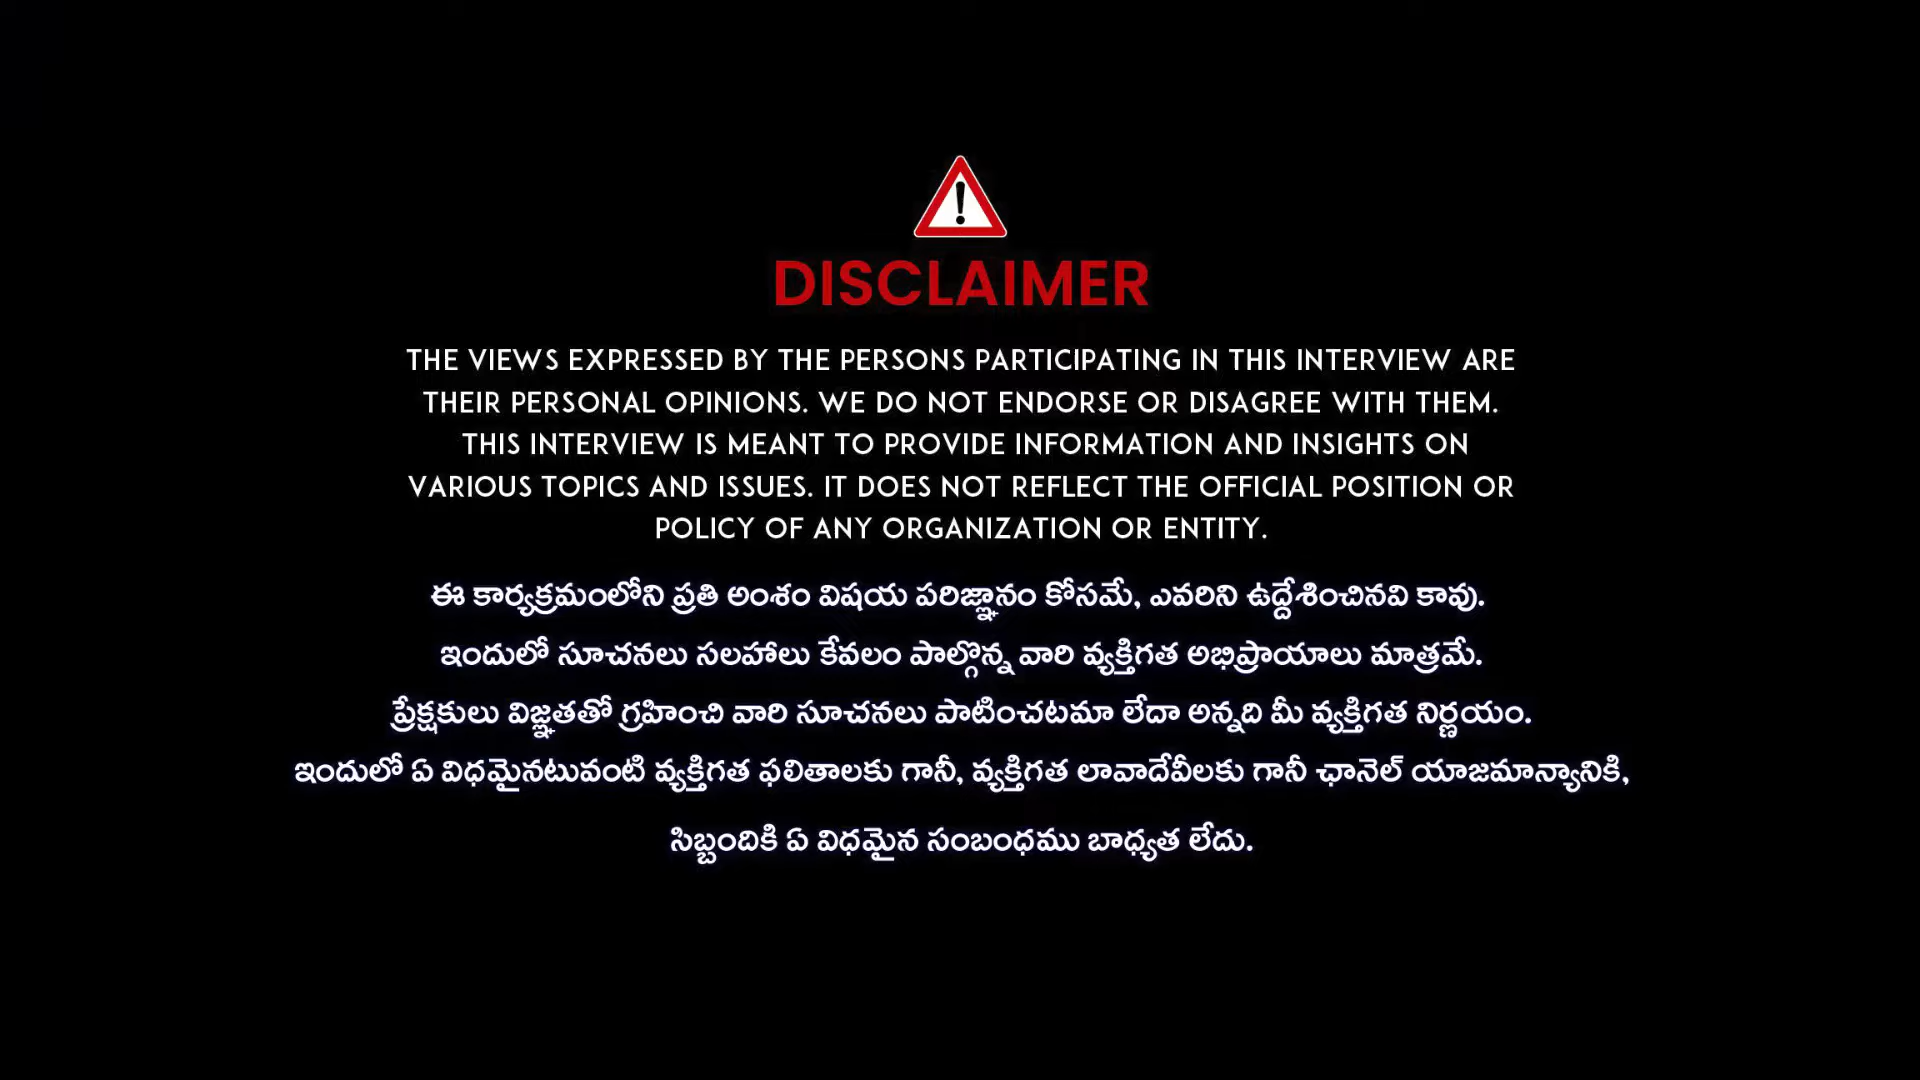 DISCLAIMER
THE VIEWS EXPRESSED BY THE PERSONS PARTICIPATING IN THIS INTERVIEW ARE
THEIR PERSONAL OPINIONS. WE DO NOT ENDORSE OR DISAGREE WITH THEM.
THIS INTERVIEW IS MEANT TO PROVIDE INFORMATION AND INSIGHTS ON
VARIOUS TOPICS AND ISSUES. IT DOES NOT REFLECT THE OFFICIAL POSITION OR
POLICY OF ANY ORGANIZATION OR ENTITY.
ఈ కార్యక్రమంలోని ప్రతి అంశం విషయ పరిజ్ఞానం కోసమే, ఎవరిని ఉద్దేశించినవి కావు.
ఇందులో సూచనలు సలహాలు కేవలం పాల్గొన్న వారి వ్యక్తిగత అభిప్రాయాలు మాత్రమే.
ప్రేక్షకులు విజ్ఞతతో గ్రహించి వారి సూచనలు పాటించటమా లేదా అన్నది మీ వ్యక్తిగత నిర్ణయం.
ఇందులో ఏ విధమైనటువంటి వ్యక్తిగత ఫలితాలకు గానీ, వ్యక్తిగత లావాదేవీలకు గానీ ఛానెల్ యాజమాన్యానికి,
సిబ్బందికి ఏ విధమైన సంబంధము బాధ్యత లేదు.